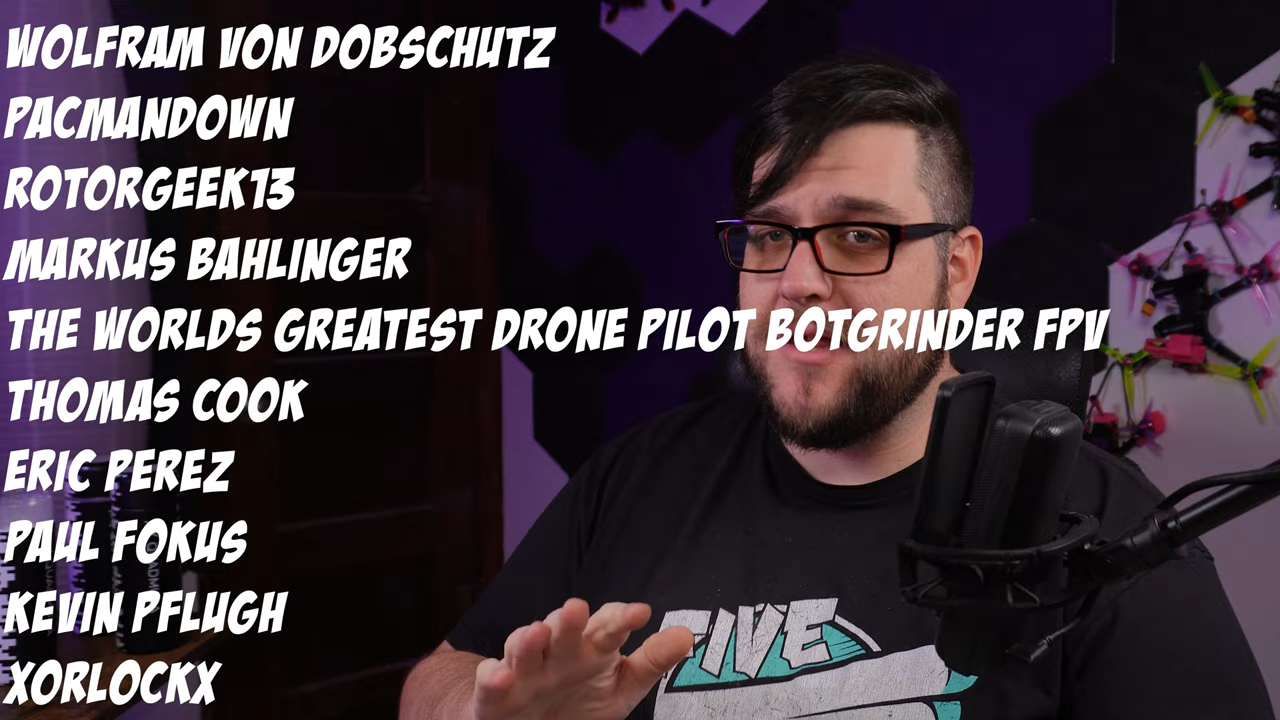 WOLFRAM VON DOBSCHUTZ
PACMANDOWN
ROTORGEEK13
MARKUS BAHLINGER
THE WORLDS GREATEST DRONE PILOT BOTGRINDER FPV
THOMAS COOK
ERIC PEREZ
PAUL FOKUS
KEVIN PFLUGH
XORLOCKX
FIVE